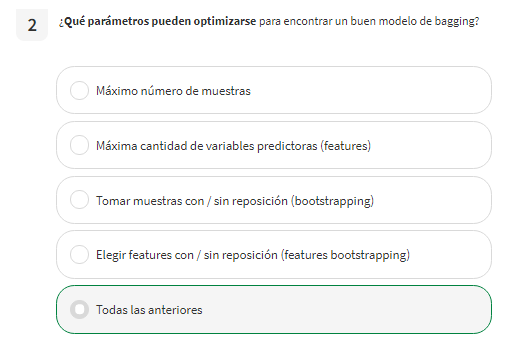 2
¿Qué parámetros pueden optimizarse para encontrar un buen modelo de bagging?
Máximo número de muestras
Máxima cantidad de variables predictoras (features)
Tomar muestras con / sin reposición (bootstrapping)
Elegir features con / sin reposición (features bootstrapping)
Todas las anteriores